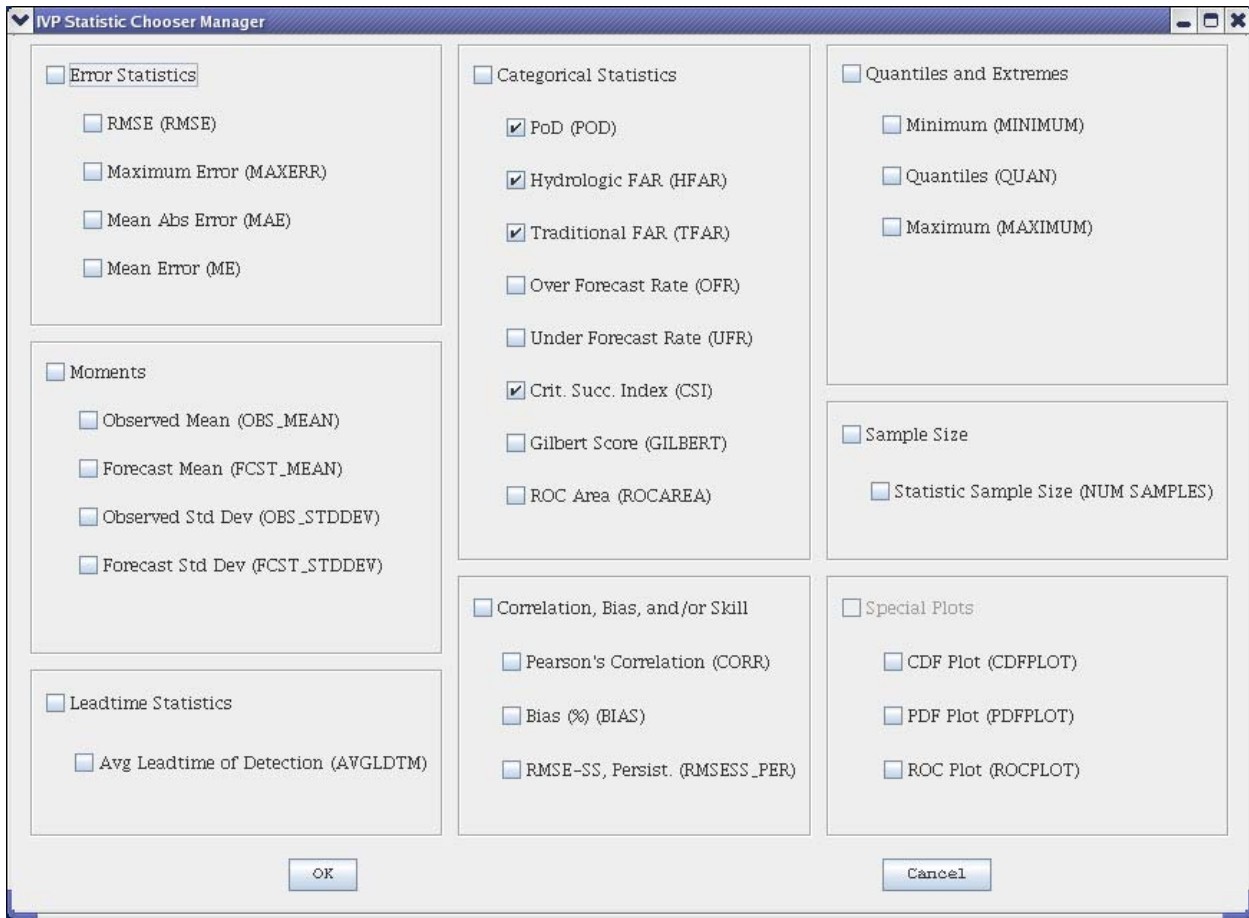 IVP Statistic Chooser Manager
Error Statistics
RMSE (RMSE)
Maximum Error (MAXERR)
Mean Abs Error (MAE)
Mean Error (ME)
Moments
Observed Mean (OBS_MEAN)
Forecast Mean (FCST_MEAN)
Observed Std Dev (OBS_STDDEV)
Forecast Std Dev (FCST_STDDEV)
Leadtime Statistics
Avg Leadtime of Detection (AVGLDTM)
Categorical Statistics
PoD (POD)
Hydrologic FAR (HFAR)
Traditional FAR (TFAR)
Over Forecast Rate (OFR)
Under Forecast Rate (UFR)
Crit. Succ. Index (CSI)
Gilbert Score (GILBERT)
ROC Area (ROCAREA)
Correlation, Bias, and/or Skill
Pearson's Correlation (CORR)
Bias (%) (BIAS)
RMSE-SS, Persist. (RMSESS_PER)
Quantiles and Extremes
Minimum (MINIMUM)
Quantiles (QUAN)
Maximum (MAXIMUM)
Sample Size
Statistic Sample Size (NUM SAMPLES)
Special Plots
CDF Plot (CDFPLOT)
PDF Plot (PDFPLOT)
ROC Plot (ROCPLOT)
OK
Cancel